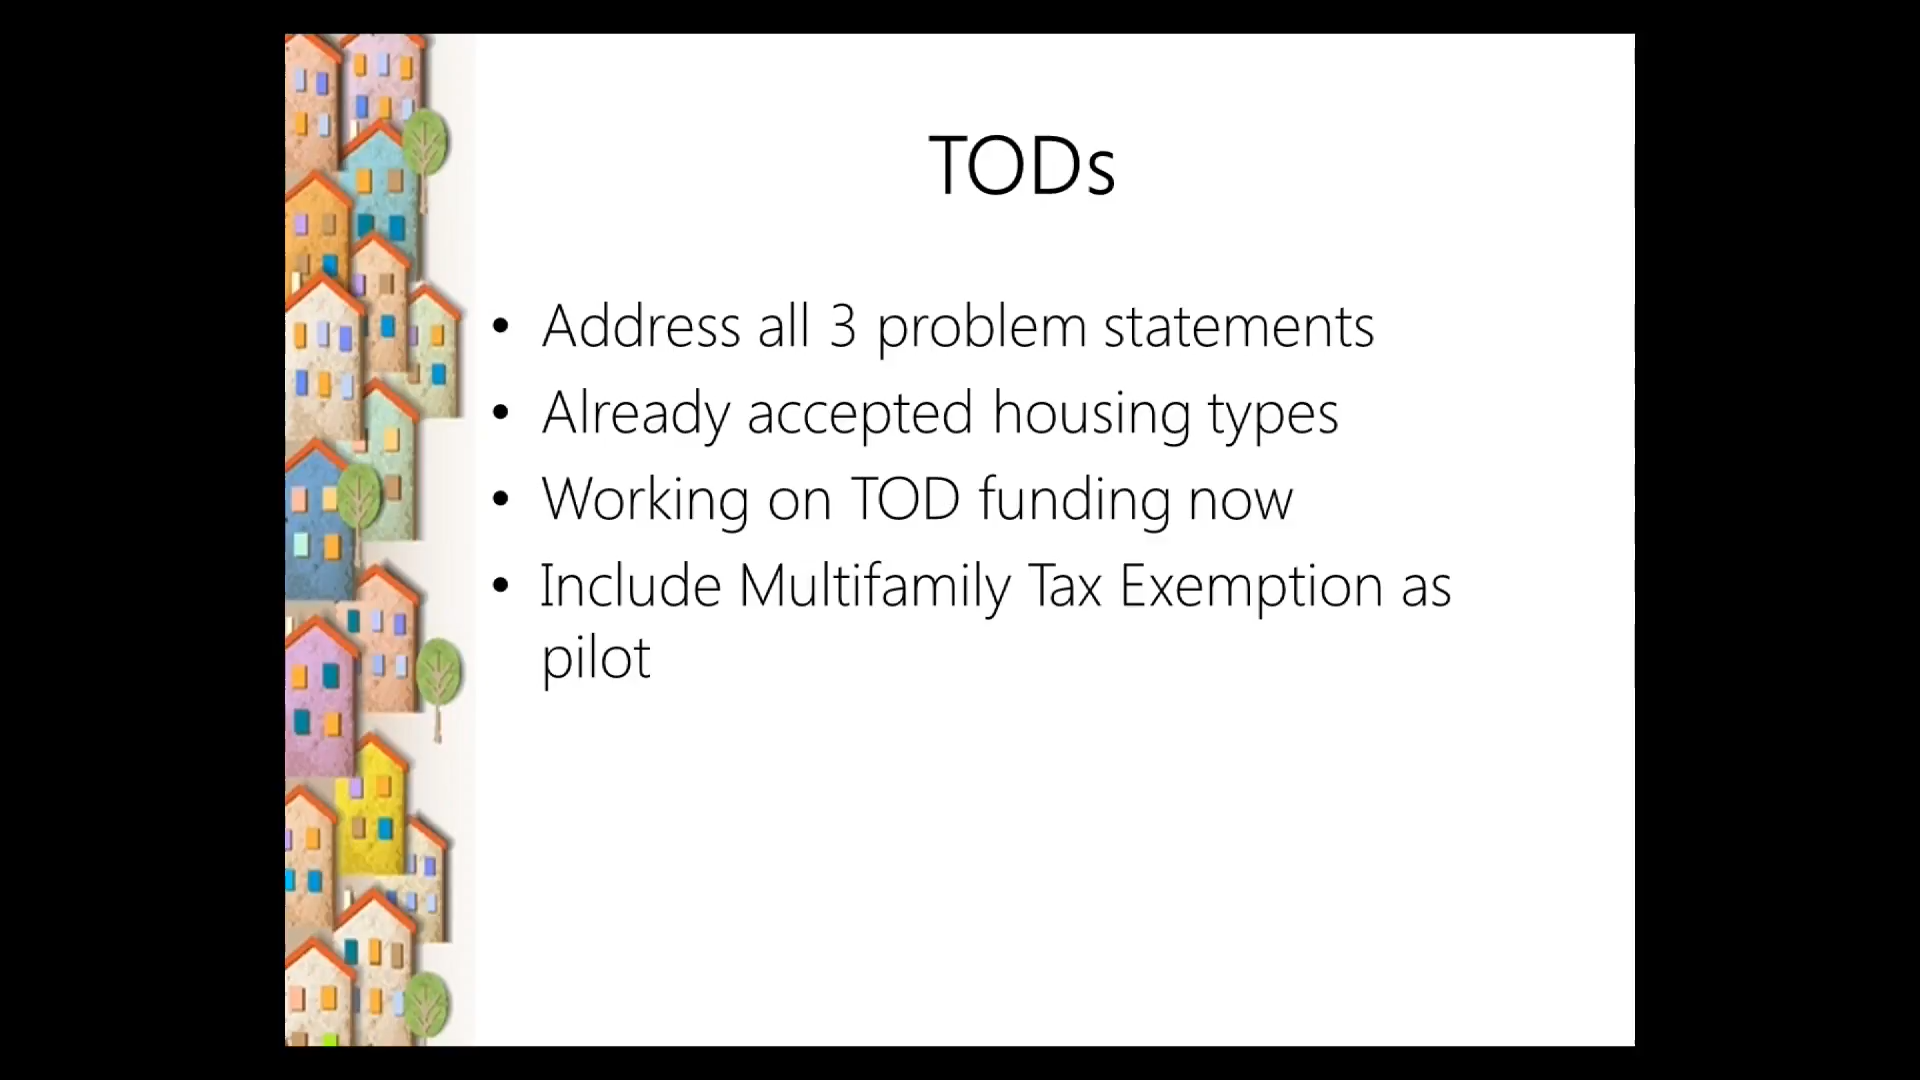 TODs
• Address all 3 problem statements
• Already accepted housing types
• Working on TOD funding now
• Include Multifamily Tax Exemption as
pilot